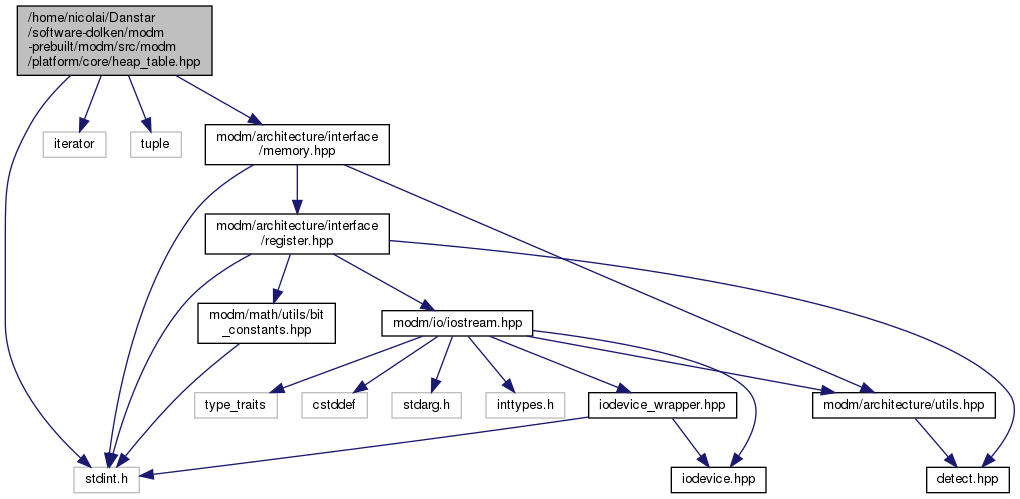 /home/nicolai/Danstar
/software-dolken/modm
-prebuilt/modm/src/modm
/platform/core/heap_table.hpp
iterator
tuple
modm/architecture/interface
/memory.hpp
modm/architecture/interface
/register.hpp
modm/math/utils/bit
_constants.hpp
modm/io/iostream.hpp
type_traits
cstddef
stdarg.h
inttypes.h
iodevice_wrapper.hpp
modm/architecture/utils.hpp
stdint.h
iodevice.hpp
detect.hpp